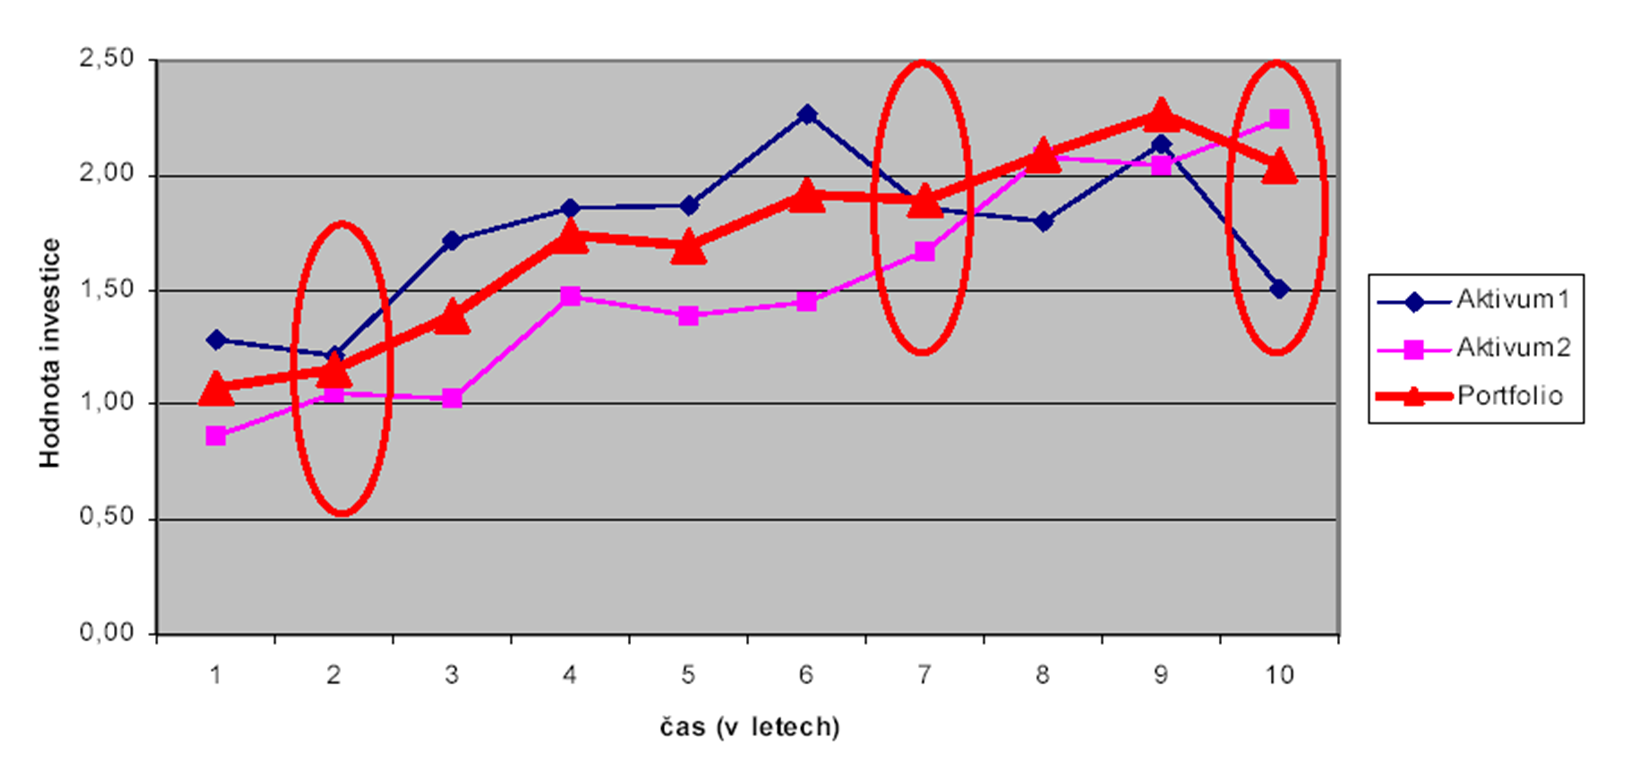 2,50
2,00
1,50
1,00
0,50
0,00
Hodnota investice
1 2 3 4 5 6 7 8 9 10
čas (v letech)
Aktivum1
Aktivum2
Portfolio